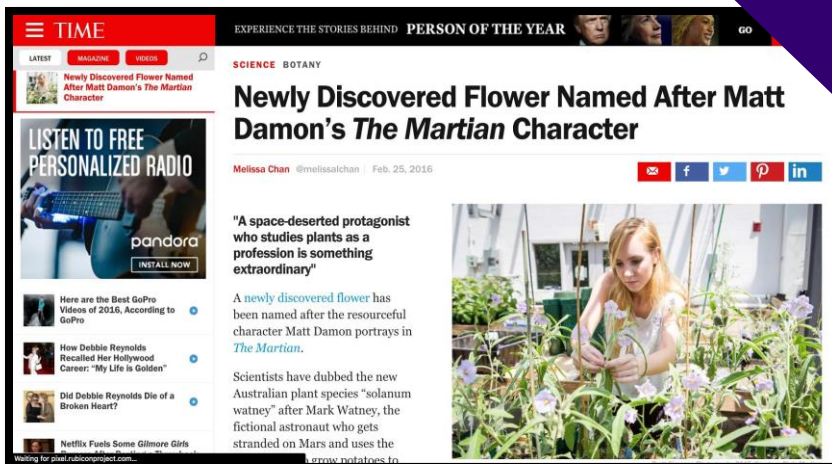 TIME
EXPERIENCE THE STORIES BEHIND PERSON OF THE YEAR
GO
LATEST
MAGAZINE
VIDEOS
Newly Discovered Flower Named
After Matt Damon's The Martian
Character
LISTEN TO FREE
PERSONALIZED RADIO
pandora
INSTALL NOW
Here are the Best GoPro
Videos of 2016, According to
GoPro
How Debbie Reynolds
Recalled Her Hollywood
Career: "My Life is Golden"
Did Debbie Reynolds Die of a
Broken Heart?
Netflix Fuels Some Gilmore Girls
Waiting for pixel.rubiconproject.com...
SCIENCE BOTANY
Newly Discovered Flower Named After Matt
Damon's The Martian Character
Melissa Chan @melissalchan Feb. 25, 2016
f
in
"A space-deserted protagonist
who studies plants as a
profession is something
extraordinary"
A newly discovered flower has
been named after the resourceful
character Matt Damon portrays in
The Martian.
Scientists have dubbed the new
Australian plant species "solanum
watney" after Mark Watney, the
fictional astronaut who gets
stranded on Mars and uses the
grow potatoes to